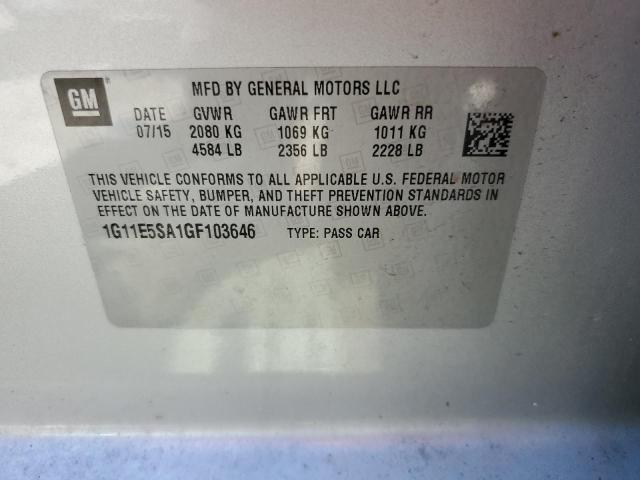 GM
MFD BY GENERAL MOTORS LLC
DATE GVWR GAWR FRT GAWR RR
07/15 2080 KG 1069 KG 1011 KG
4584 LB 2356 LB 2228 LB
THIS VEHICLE CONFORMS TO ALL APPLICABLE U.S. FEDERAL MOTOR
VEHICLE SAFETY, BUMPER, AND THEFT PREVENTION STANDARDS IN
EFFECT ON THE DATE OF MANUFACTURE SHOWN ABOVE.
1G11E5SA1GF103646 TYPE: PASS CAR